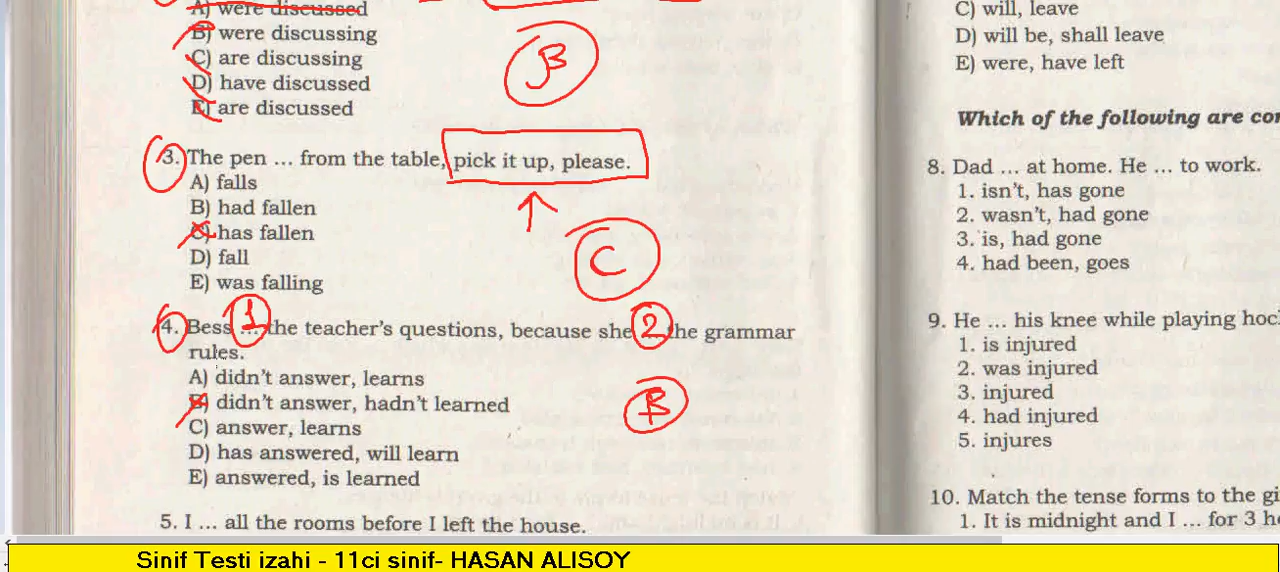 A) were discussed
B) were discussing
C) are discussing
D) have discussed
E) are discussed
B
3. The pen ... from the table, pick it up, please.
A) falls
B) had fallen
C) has fallen
D) fall
E) was falling
C
4. Bess 1 ... the teacher's questions, because she 2 ... the grammar
rules.
A) didn't answer, learns
B) didn't answer, hadn't learned
C) answer, learns
D) has answered, will learn
E) answered, is learned
B
5. I ... all the rooms before I left the house.
C) will, leave
D) will be, shall leave
E) were, have left
Which of the following are
8. Dad ... at home. He ... to work.
1. isn't, has gone
2. wasn't, had gone
3. is, had gone
4. had been, goes
9. He ... his knee while playing
1. is injured
2. was injured
3. injured
4. had injured
5. injures
10. Match the tense forms to the
1. It is midnight and I ... for 3
Sinif Testi izahi - 11ci sinif- HASAN ALISOY